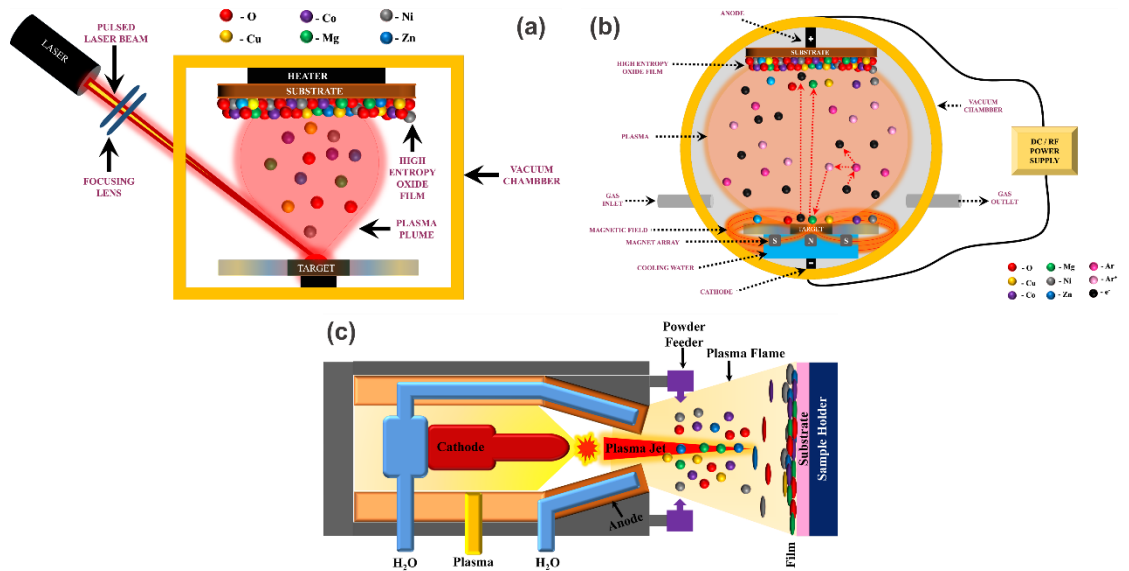 (a)
- O
- Co
- Ni
- Cu
- Mg
- Zn
LASER
PULSED
LASER BEAM
FOCUSING
LENS
HEATER
SUBSTRATE
HIGH
ENTROPY
OXIDE
FILM
VACUUM
CHAMBBER
PLASMA
PLUME
TARGET
(b)
ANODE
+
SUBSTRATE
HIGH ENTROPY
OXIDE FILM
PLASMA
VACUUM
CHAMBBER
DC / RF
POWER
SUPPLY
GAS
INLET
GAS
OUTLET
MAGNETIC FIELD
TARGET
MAGNET ARRAY
S
N
S
COOLING WATER
CATHODE
-
- O
- Mg
- Ar
- Cu
- Ni
- Ar⁺
- Co
- Zn
- e⁻
(c)
Powder
Feeder
Plasma Flame
Cathode
Plasma Jet
Anode
H₂O
Plasma
H₂O
Film
Substrate
Sample Holder